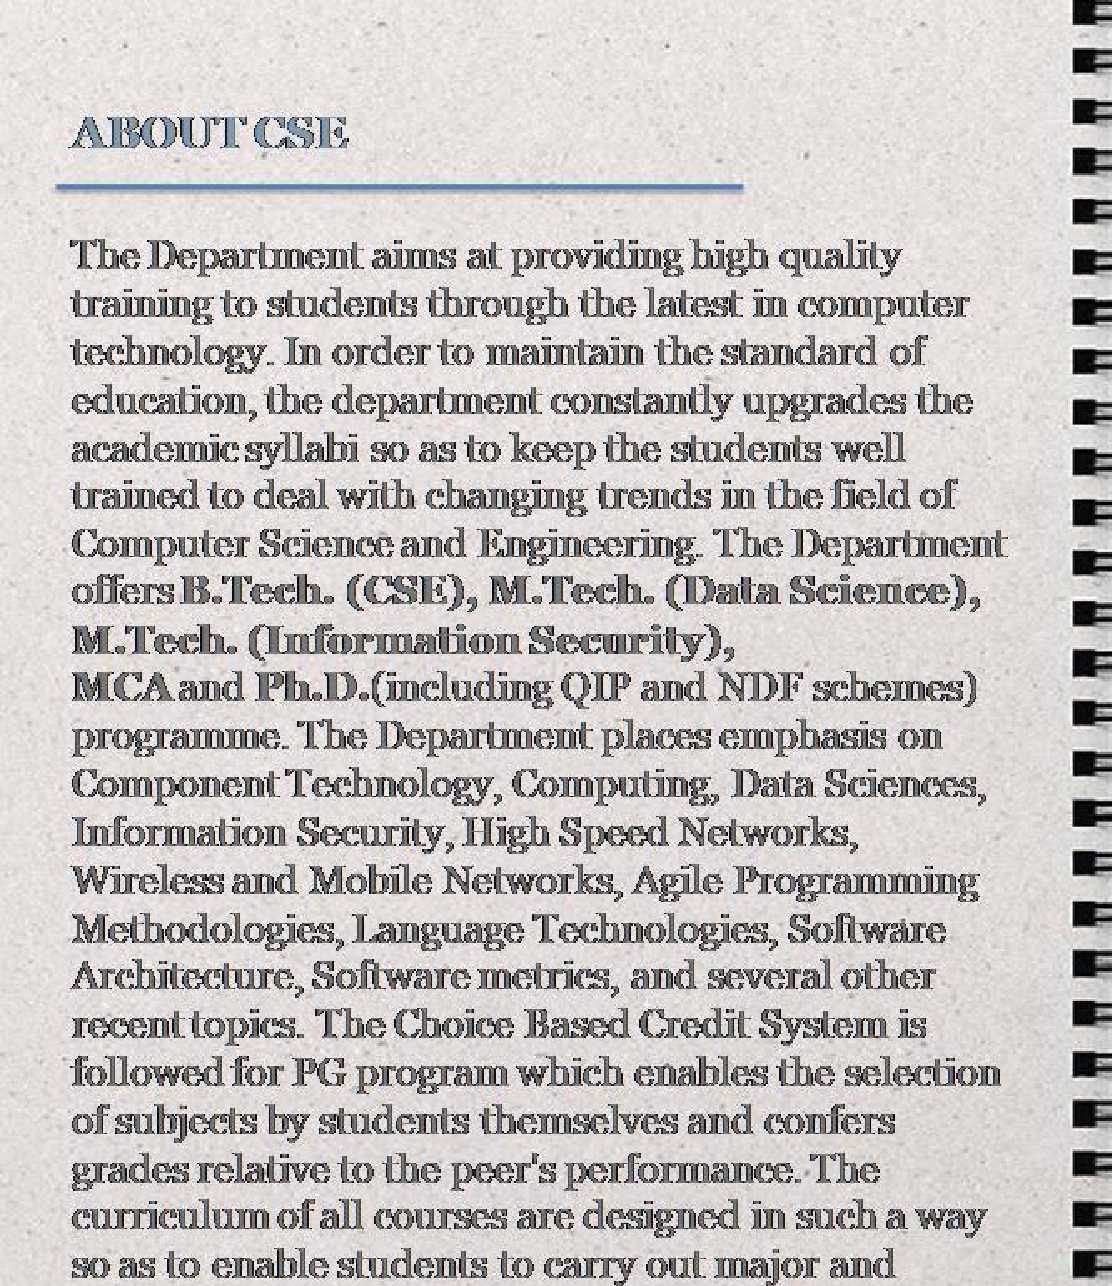 ABOUT CSE
The Department aims at providing high quality
training to students through the latest in computer
technology. In order to maintain the standard of
education, the department constantly upgrades the
academic syllabi so as to keep the students well
trained to deal with changing trends in the field of
Computer Science and Engineering. The Department
offers B.Tech. (CSE), M.Tech. (Data Science),
M.Tech. (Information Security),
MCA and Ph.D.(including QIP and NDF schemes)
programme. The Department places emphasis on
Component Technology, Computing, Data Sciences,
Information Security, High Speed Networks,
Wireless and Mobile Networks, Agile Programming
Methodologies, Language Technologies, Software
Architecture, Software metrics, and several other
recent topics. The Choice Based Credit System is
followed for PG program which enables the selection
of subjects by students themselves and confers
grades relative to the peer's performance. The
curriculum of all courses are designed in such a way
so as to enable students to carry out major and